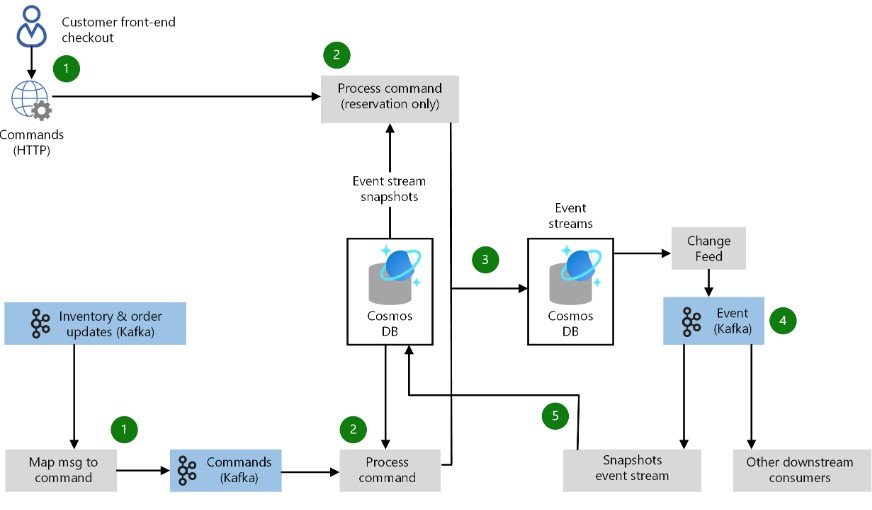 Customer front-end
checkout
1
2
Process command
(reservation only)
Commands
(HTTP)
Event stream
snapshots
Event
streams
Change
Feed
3
Cosmos
DB
Cosmos
DB
Inventory & order
updates (Kafka)
Event
(Kafka)
4
1
2
5
Map msg to
command
Commands
(Kafka)
Process
command
Snapshots
event stream
Other downstream
consumers